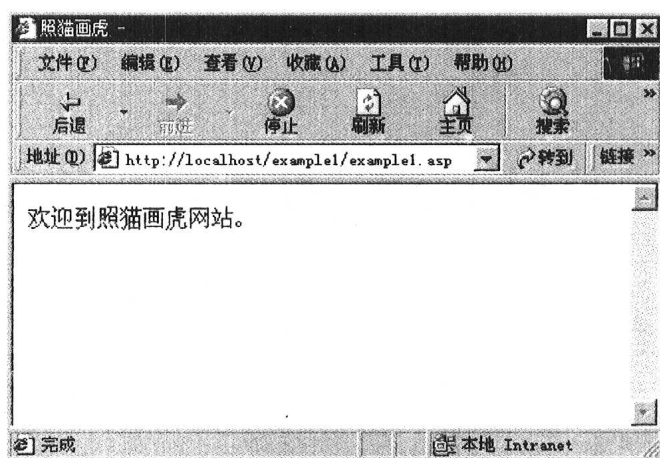 照猫画虎 -
文件(F) 编辑(E) 查看(V) 收藏(A) 工具(T) 帮助(H)
后退 前进 停止 刷新 主页 搜索 »
地址(D) http://localhost/example1/example1.asp 转到 链接 »
欢迎到照猫画虎网站。
完成 本地 Intranet